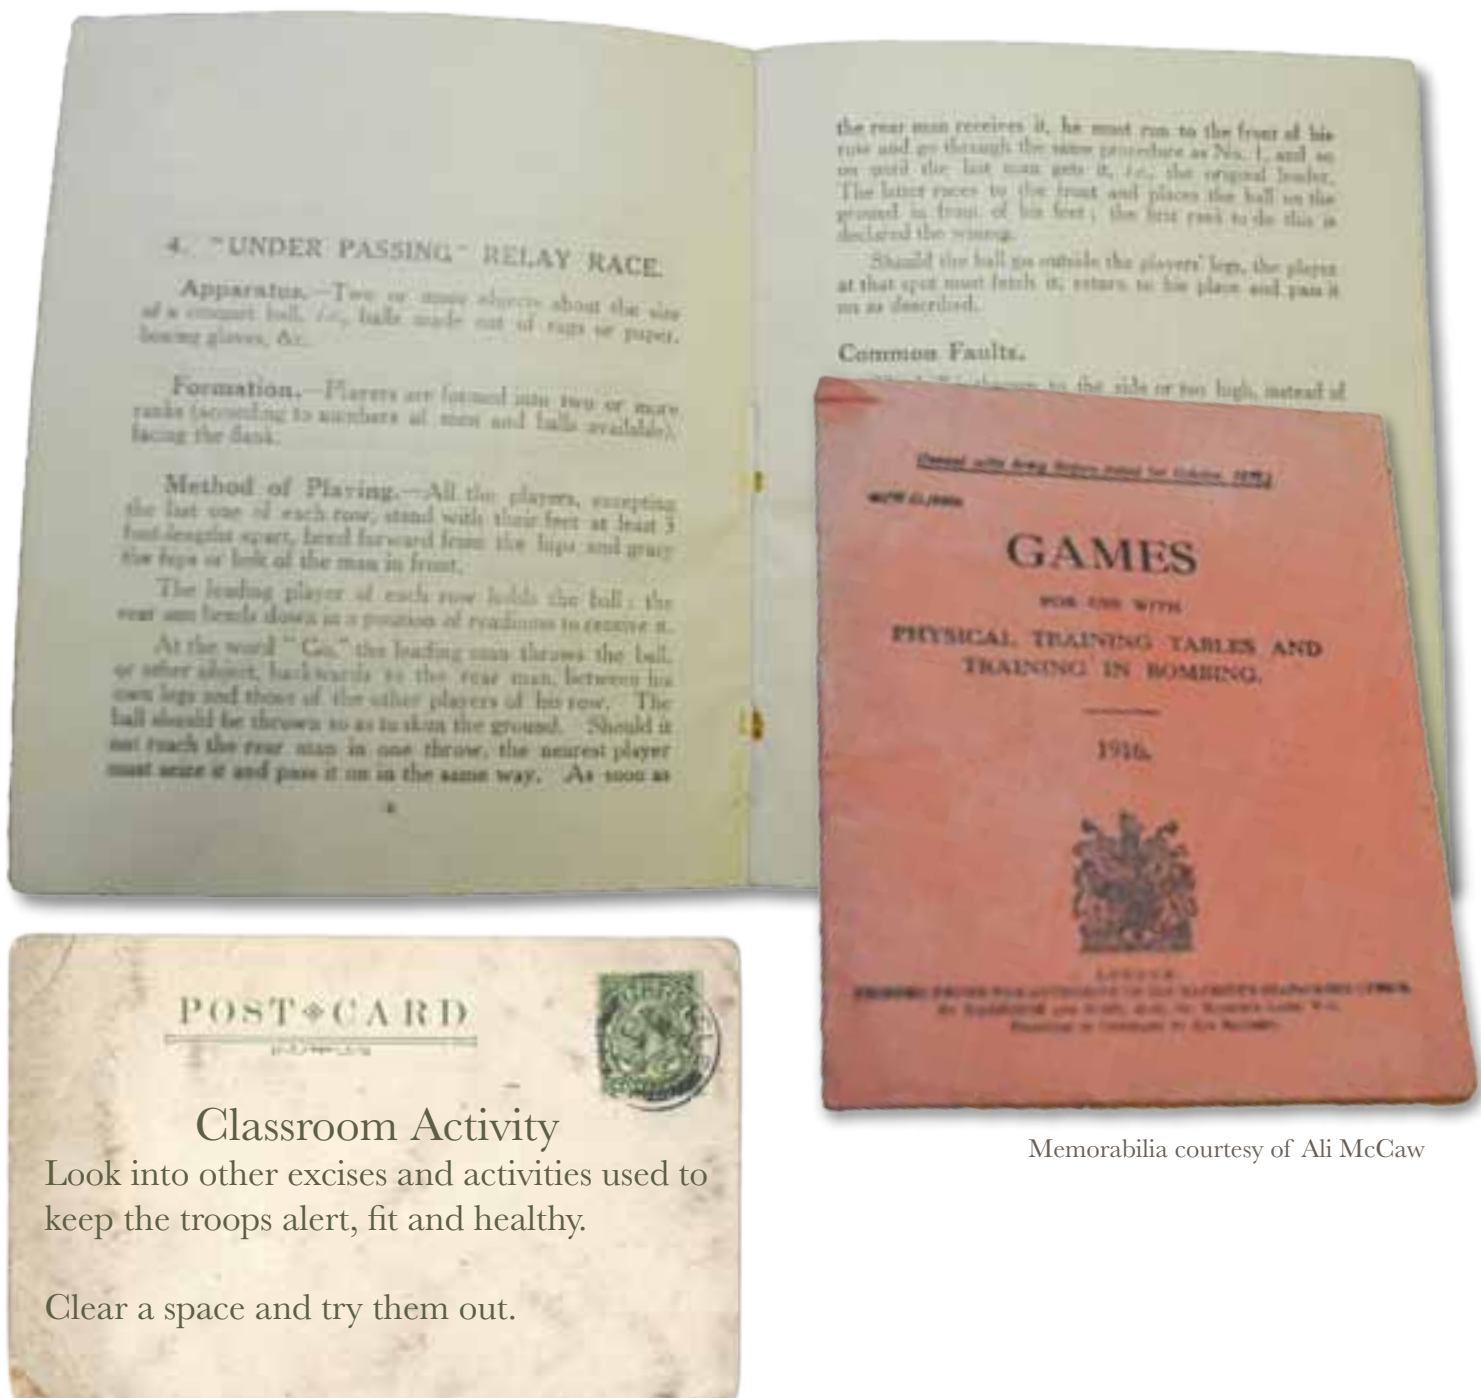 4. "UNDER PASSING" RELAY RACE.
Apparatus.—Two or more objects about the size
of a croquet ball, i.e., balls made out of rags or paper,
boxing gloves, &c.
Formation.—Players are formed into two or more
ranks (according to numbers of men and balls available),
facing the flank.
Method of Playing.—All the players, excepting
the last one of each row, stand with their feet at least 3
foot-lengths apart, bend forward from the hips and grasp
the hips or belt of the man in front.
The leading player of each row holds the ball; the
rear one bends down in a position of readiness to receive it.
At the word "Go," the leading man throws the ball,
or other object, backwards to the rear man, between his
own legs and those of the other players of his row. The
ball should be thrown so as to skim the ground. Should it
not reach the rear man in one throw, the nearest player
must seize it and pass it on in the same way. As soon as
the rear man receives it, he must run to the front of his
row and go through the same procedure as No. 1, and so
on until the last man gets it, i.e., the original leader.
The latter races to the front and places the ball on the
ground in front of his feet; the first rank to do this is
declared the winning.
Should the ball go outside the players' legs, the player
at that spot must fetch it, return to his place and pass it
on as described.
Common Faults.
to the side or too high, instead of
GAMES
FOR USE WITH
PHYSICAL TRAINING TABLES AND
TRAINING IN BOMBING.
1916.
LONDON:
Memorabilia courtesy of Ali McCaw
POST CARD
Classroom Activity
Look into other excises and activities used to
keep the troops alert, fit and healthy.
Clear a space and try them out.